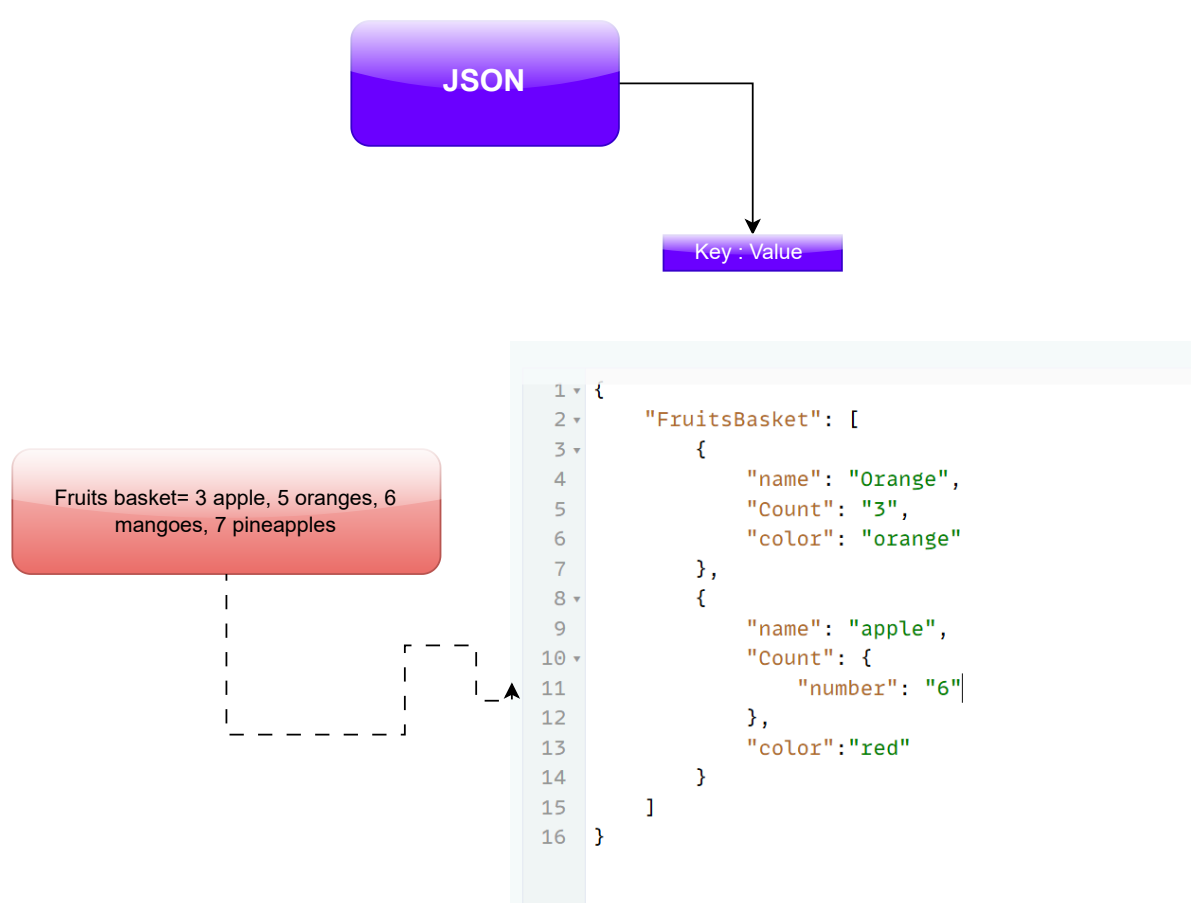 JSON
Key : Value
Fruits basket= 3 apple, 5 oranges, 6
mangoes, 7 pineapples
1 {
2     "FruitsBasket": [
3         {
4             "name": "Orange",
5             "Count": "3",
6             "color": "orange"
7         },
8         {
9             "name": "apple",
10             "Count": {
11                 "number": "6"
12             },
13             "color":"red"
14         }
15     ]
16 }